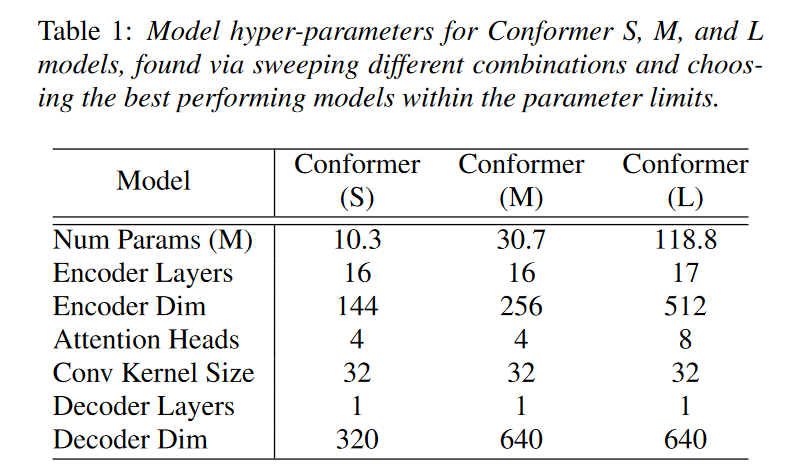 Table 1: Model hyper-parameters for Conformer S, M, and L
models, found via sweeping different combinations and choos-
ing the best performing models within the parameter limits.
Model Conformer (S) Conformer (M) Conformer (L)
Num Params (M) 10.3 30.7 118.8
Encoder Layers 16 16 17
Encoder Dim 144 256 512
Attention Heads 4 4 8
Conv Kernel Size 32 32 32
Decoder Layers 1 1 1
Decoder Dim 320 640 640